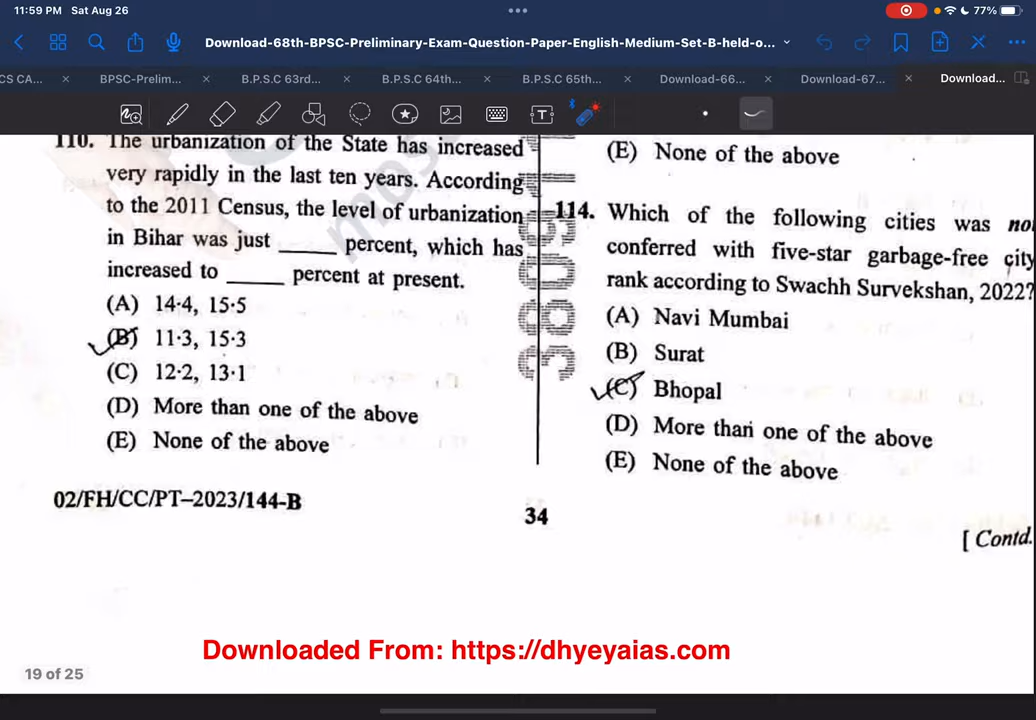 11:59 PM Sat Aug 26
77%
Download-68th-BPSC-Preliminary-Exam-Question-Paper-English-Medium-Set-B-held-o...
CS CA...
BPSC-Prelim...
B.P.S.C 63rd...
B.P.S.C 64th...
B.P.S.C 65th...
Download-66...
Download-67...
Download...
110. The urbanization of the State has increased
very rapidly in the last ten years. According
to the 2011 Census, the level of urbanization
in Bihar was just ______ percent, which has
increased to ______ percent at present.
(A) 14·4, 15·5
(B) 11·3, 15·3
(C) 12·2, 13·1
(D) More than one of the above
(E) None of the above
02/FH/CC/PT–2023/144-B
(E) None of the above
114. Which of the following cities was no
conferred with five-star garbage-free city
rank according to Swachh Survekshan, 2022?
(A) Navi Mumbai
(B) Surat
(C) Bhopal
(D) More than one of the above
(E) None of the above
34
[ Contd.
Downloaded From: https://dhyeyaias.com
19 of 25